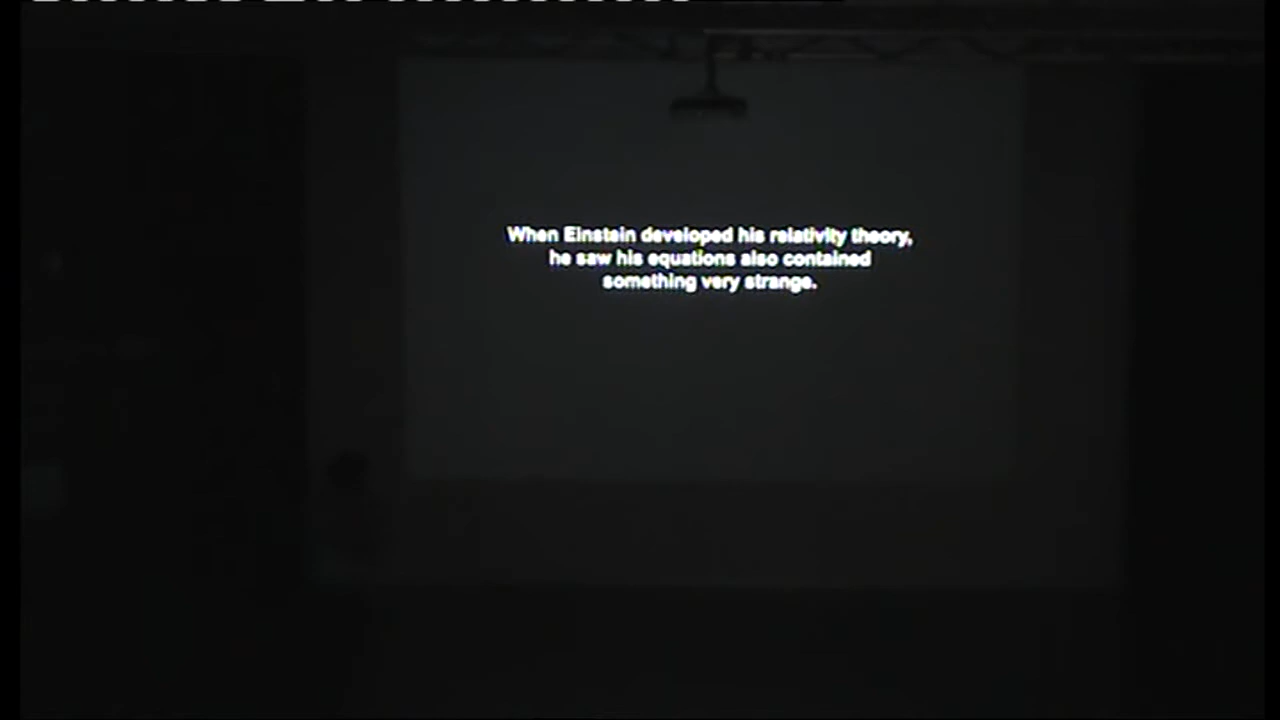 When Einstein developed his relativity theory,
he saw his equations also contained
something very strange.